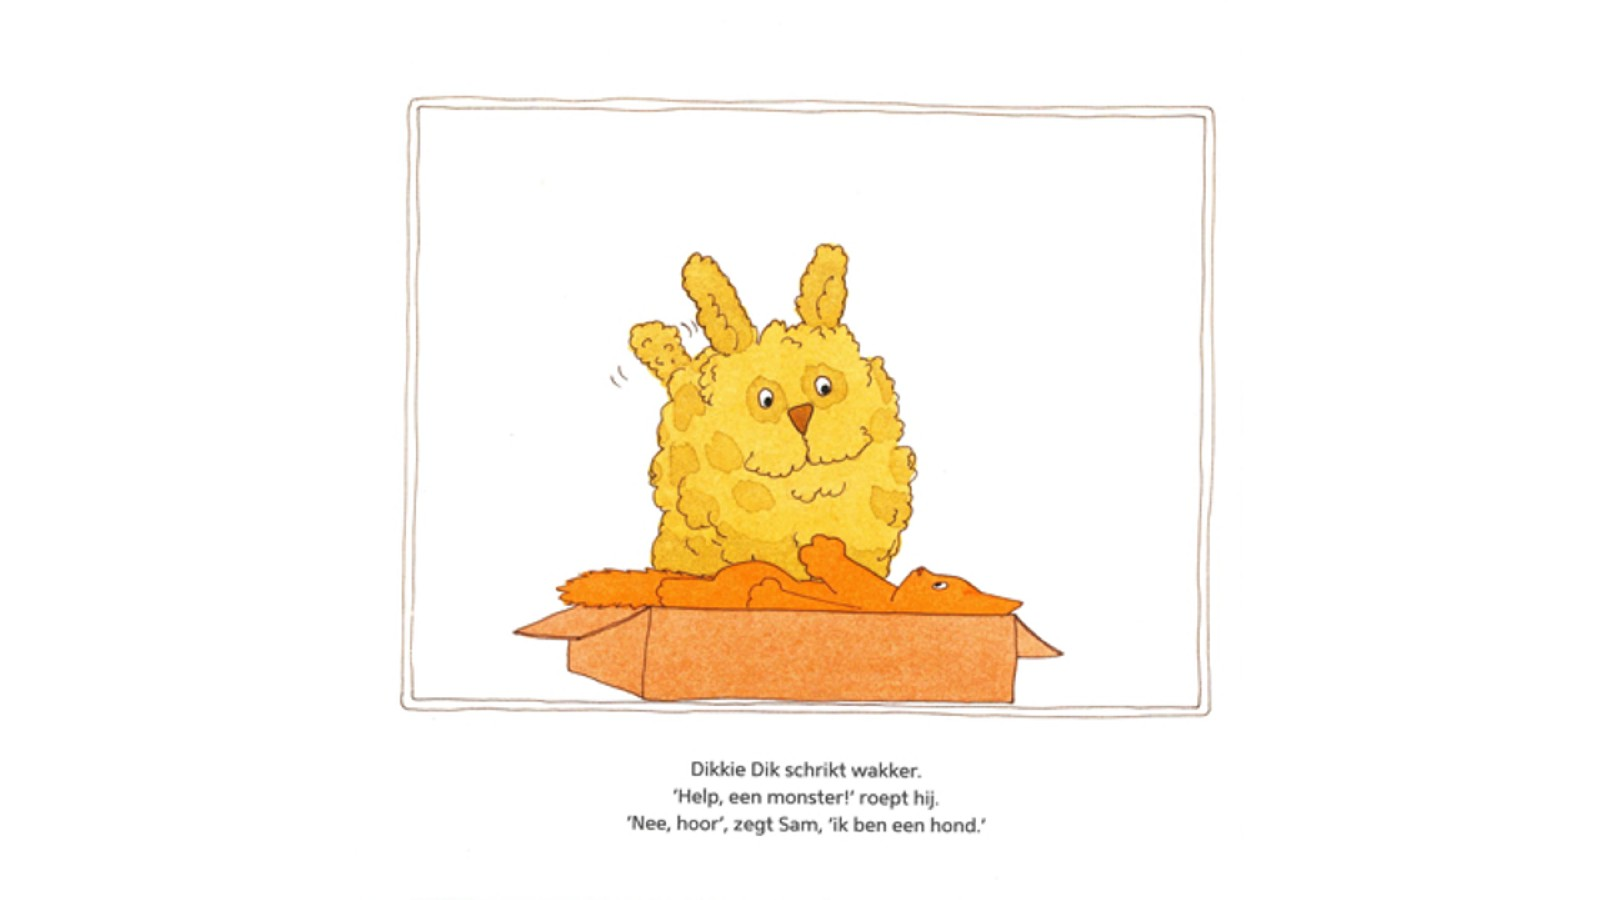 Dikkie Dik schrikt wakker.
‘Help, een monster!’ roept hij.
‘Nee, hoor’, zegt Sam, ‘ik ben een hond.’